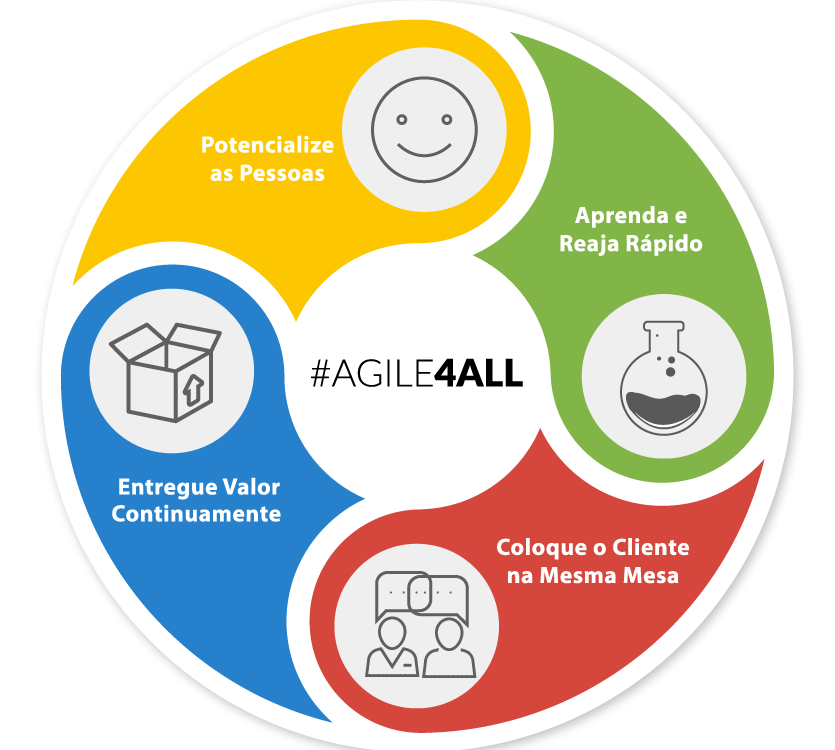 Potencialize
as Pessoas
Aprenda e
Reaja Rápido
#AGILE4ALL
Entregue Valor
Continuamente
Coloque o Cliente
na Mesma Mesa